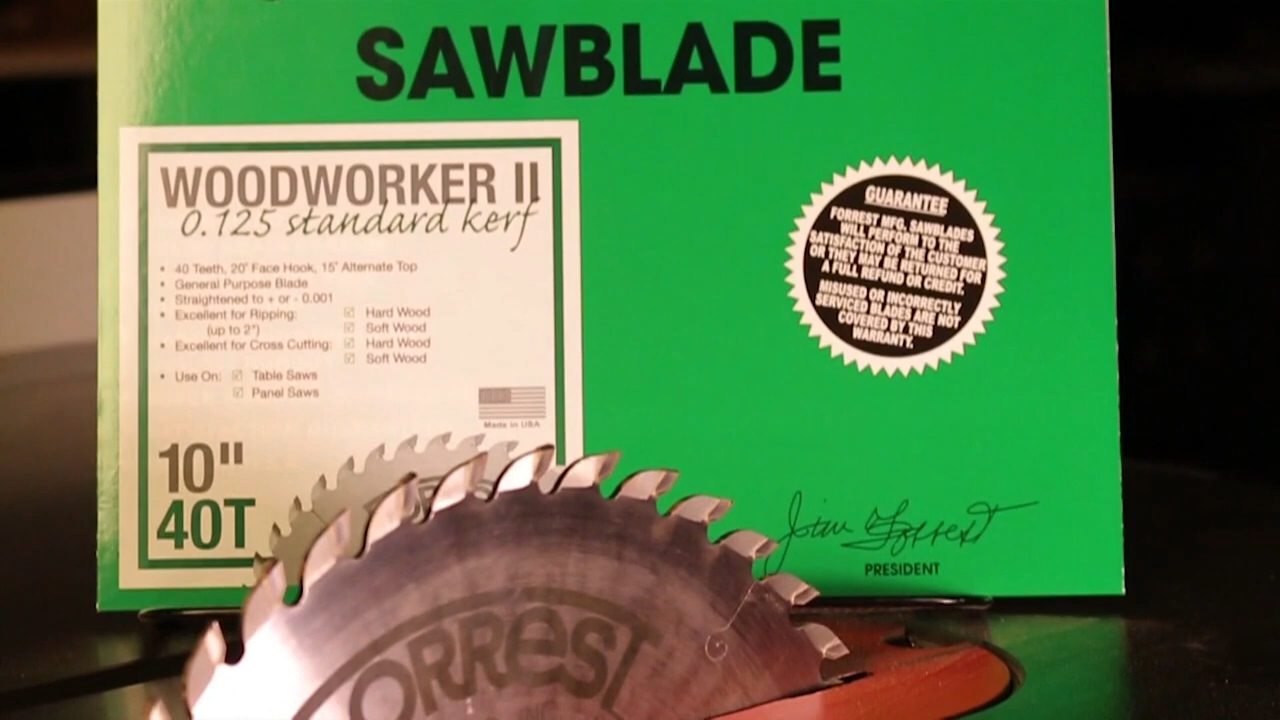 SAWBLADE
WOODWORKER II
0.125 standard kerf
• 40 Teeth, 20° Face Hook, 15° Alternate Top
• General Purpose Blade
• Straightened to + or - 0.001
• Excellent for Ripping: ☑ Hard Wood
(up to 2") ☑ Soft Wood
• Excellent for Cross Cutting: ☑ Hard Wood
☑ Soft Wood
• Use On: ☑ Table Saws
☑ Panel Saws
Made in USA
10"
40T
GUARANTEE
FORREST MFG. SAWBLADES
WILL PERFORM TO THE
SATISFACTION OF THE CUSTOMER
OR THEY MAY BE RETURNED FOR
A FULL REFUND OR CREDIT.
MISUSED OR INCORRECTLY
SERVICED BLADES ARE NOT
COVERED BY THIS
WARRANTY.
Jim Forrest
PRESIDENT
FORREST
INC